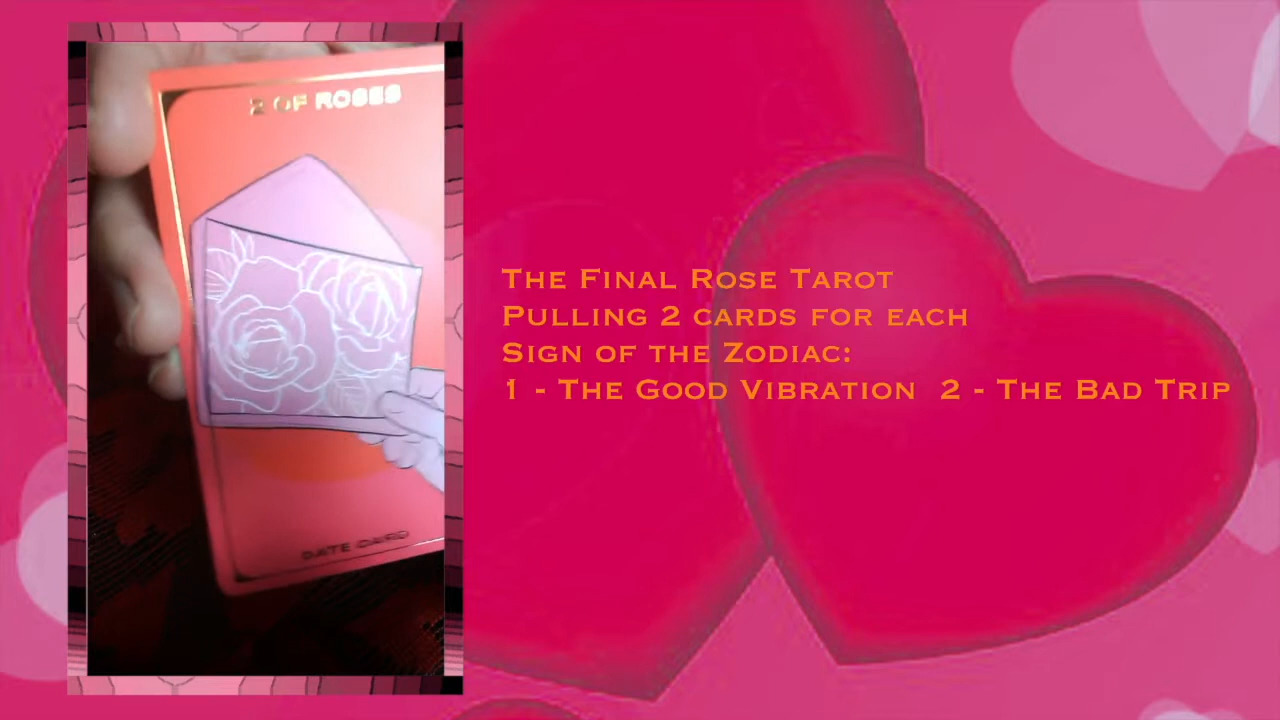 2 OF ROSES
DATE CARD
The Final Rose Tarot
Pulling 2 cards for each
Sign of the Zodiac:
1 - The Good Vibration 2 - The Bad Trip